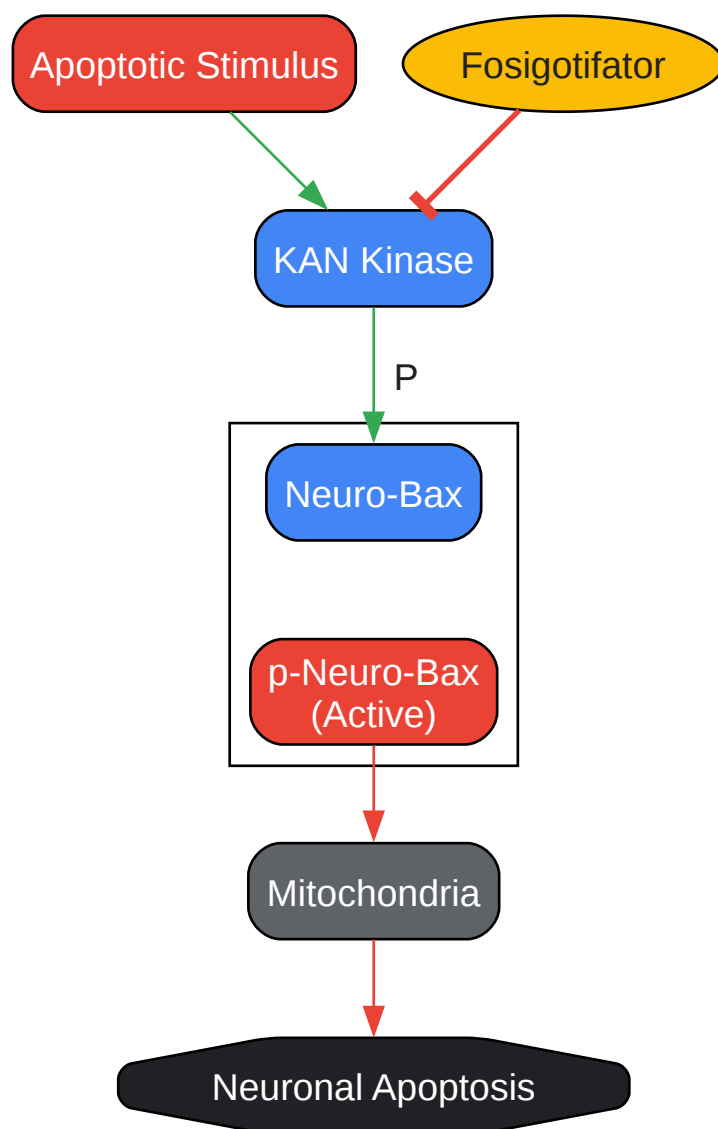 Apoptotic Stimulus
Fosigotifator
KAN Kinase
P
Neuro-Bax
p-Neuro-Bax
(Active)
Mitochondria
Neuronal Apoptosis